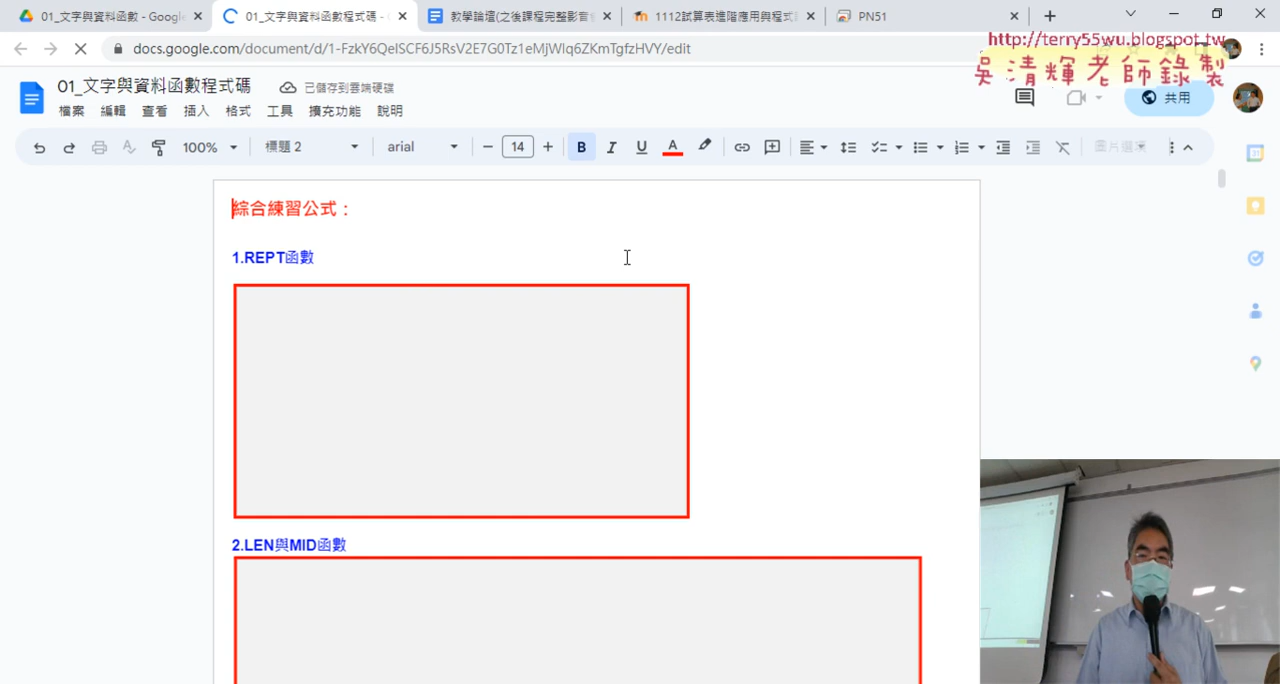 01_文字與資料函數 - Google
01_文字與資料函數程式碼 - 
教學論壇(之後課程完整影音
1112試算表進階應用與程式
PN51
docs.google.com/document/d/1-FzkY6QeISCF6J5RsV2E7G0Tz1eMjWIq6ZKmTgfzHVY/edit
http://terry55wu.blogspot.tw
吳清輝老師錄製
01_文字與資料函數程式碼
已儲存到雲端硬碟
檔案 編輯 查看 插入 格式 工具 擴充功能 說明
共用
100% 標題 2 arial 14 B I U A 圖片選項
綜合練習公式：
1.REPT函數
2.LEN與MID函數